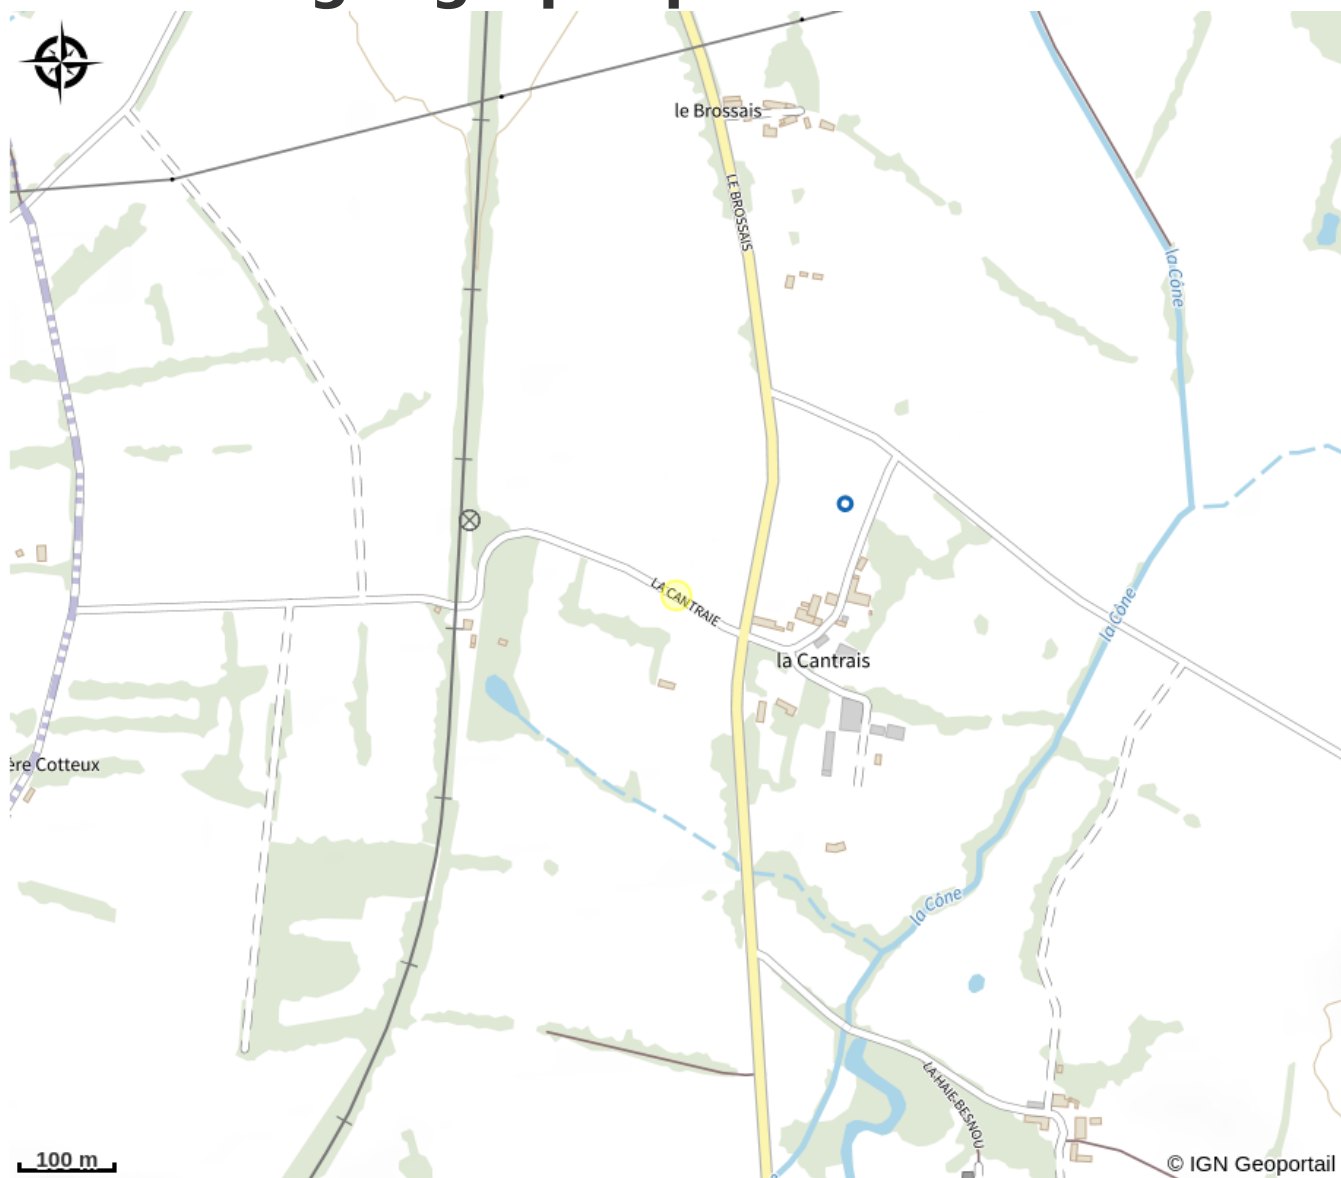 le Brossais
LE BROSSAIS
la Cône
LA CANTRAIE
la Cône
la Cantrais
ère Cotteux
la Cône
LA HAIE-BESNOU
100 m
© IGN Geoportail